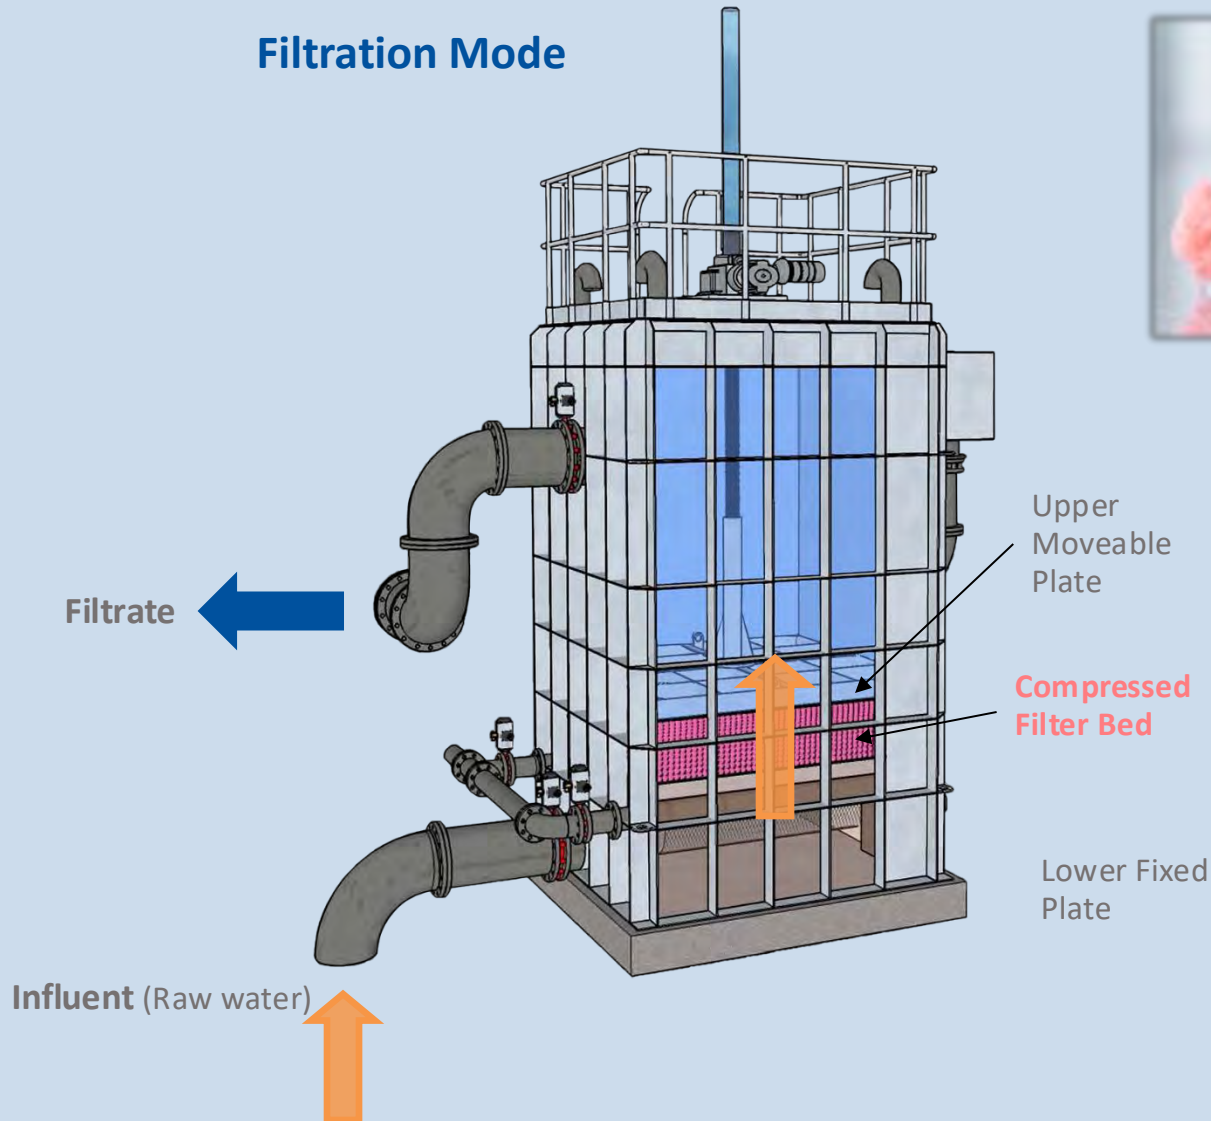 Filtration Mode
Upper
Moveable
Plate
Filtrate
Compressed
Filter Bed
Lower Fixed
Plate
Influent (Raw water)